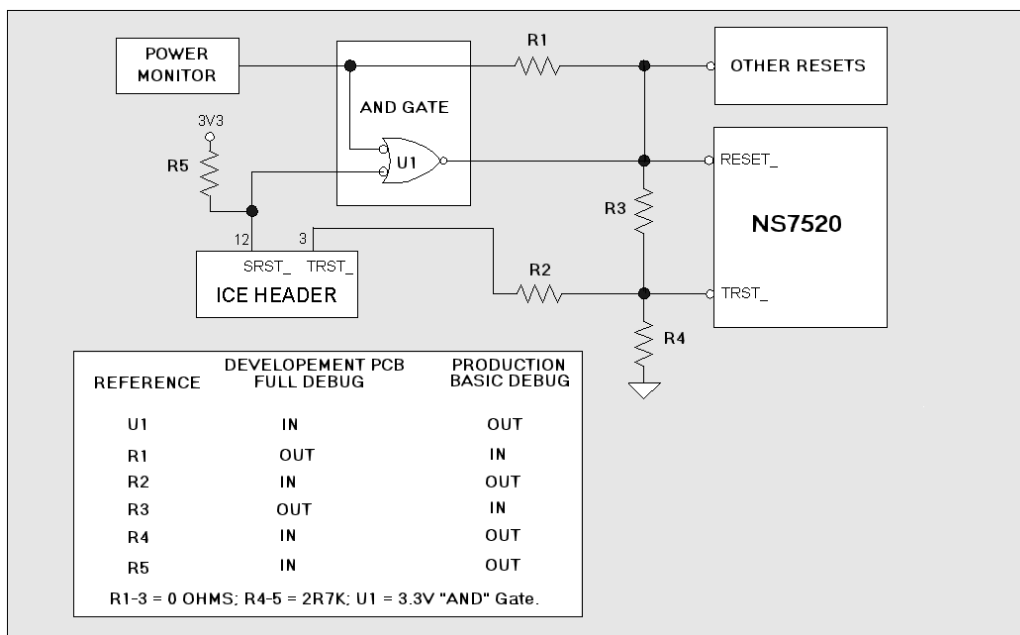 POWER
MONITOR
R1
OTHER RESETS
AND GATE
3V3
R5
U1
RESET_
R3
NS7520
12
3
SRST_ TRST_
ICE HEADER
R2
TRST_
R4
REFERENCE
DEVELOPEMENT PCB
FULL DEBUG
PRODUCTION
BASIC DEBUG
U1 IN OUT
R1 OUT IN
R2 IN OUT
R3 OUT IN
R4 IN OUT
R5 IN OUT
R1-3 = 0 OHMS; R4-5 = 2R7K; U1 = 3.3V "AND" Gate.